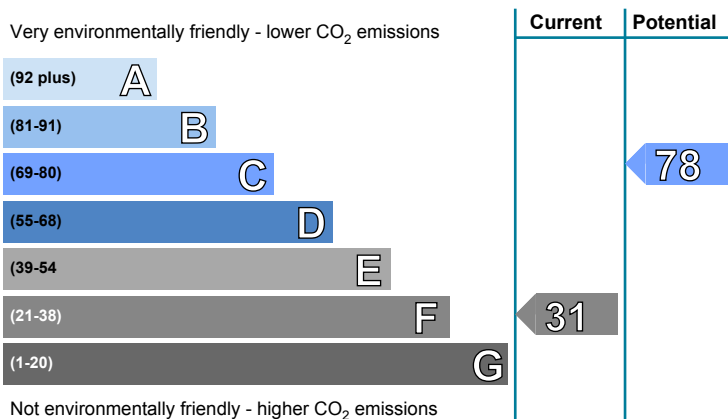 Very environmentally friendly - lower CO2 emissions
Current
Potential
(92 plus) A
(81-91) B
(69-80) C
78
(55-68) D
(39-54 E
(21-38) F
31
(1-20) G
Not environmentally friendly - higher CO2 emissions